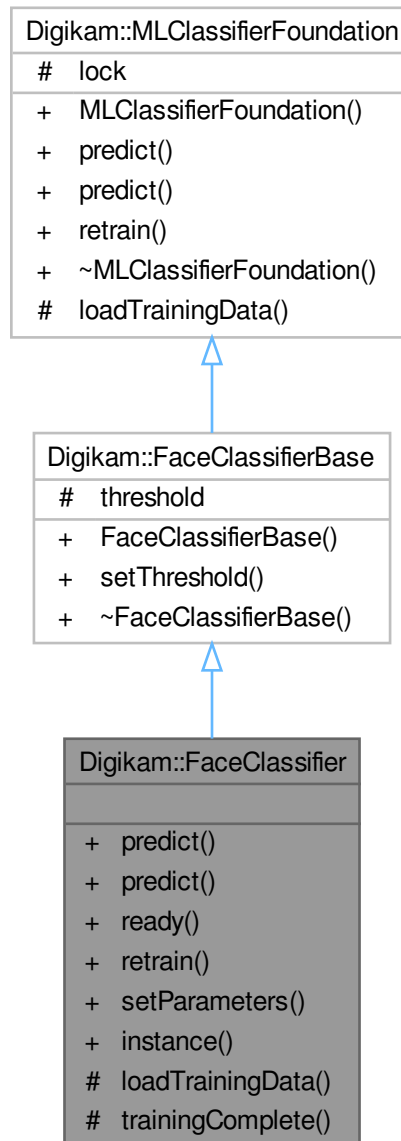 Digikam::MLClassifierFoundation
# lock
+ MLClassifierFoundation()
+ predict()
+ predict()
+ retrain()
+ ~MLClassifierFoundation()
# loadTrainingData()
Digikam::FaceClassifierBase
# threshold
+ FaceClassifierBase()
+ setThreshold()
+ ~FaceClassifierBase()
Digikam::FaceClassifier
+ predict()
+ predict()
+ ready()
+ retrain()
+ setParameters()
+ instance()
# loadTrainingData()
# trainingComplete()